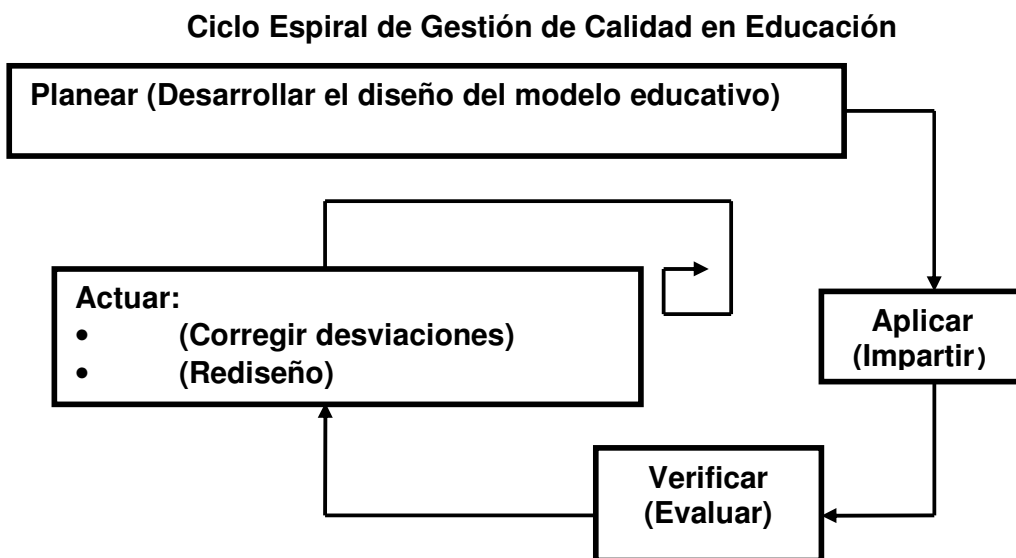 Ciclo Espiral de Gestión de Calidad en Educación
Planear (Desarrollar el diseño del modelo educativo)
Actuar:
• (Corregir desviaciones)
• (Rediseño)
Aplicar
(Impartir)
Verificar
(Evaluar)